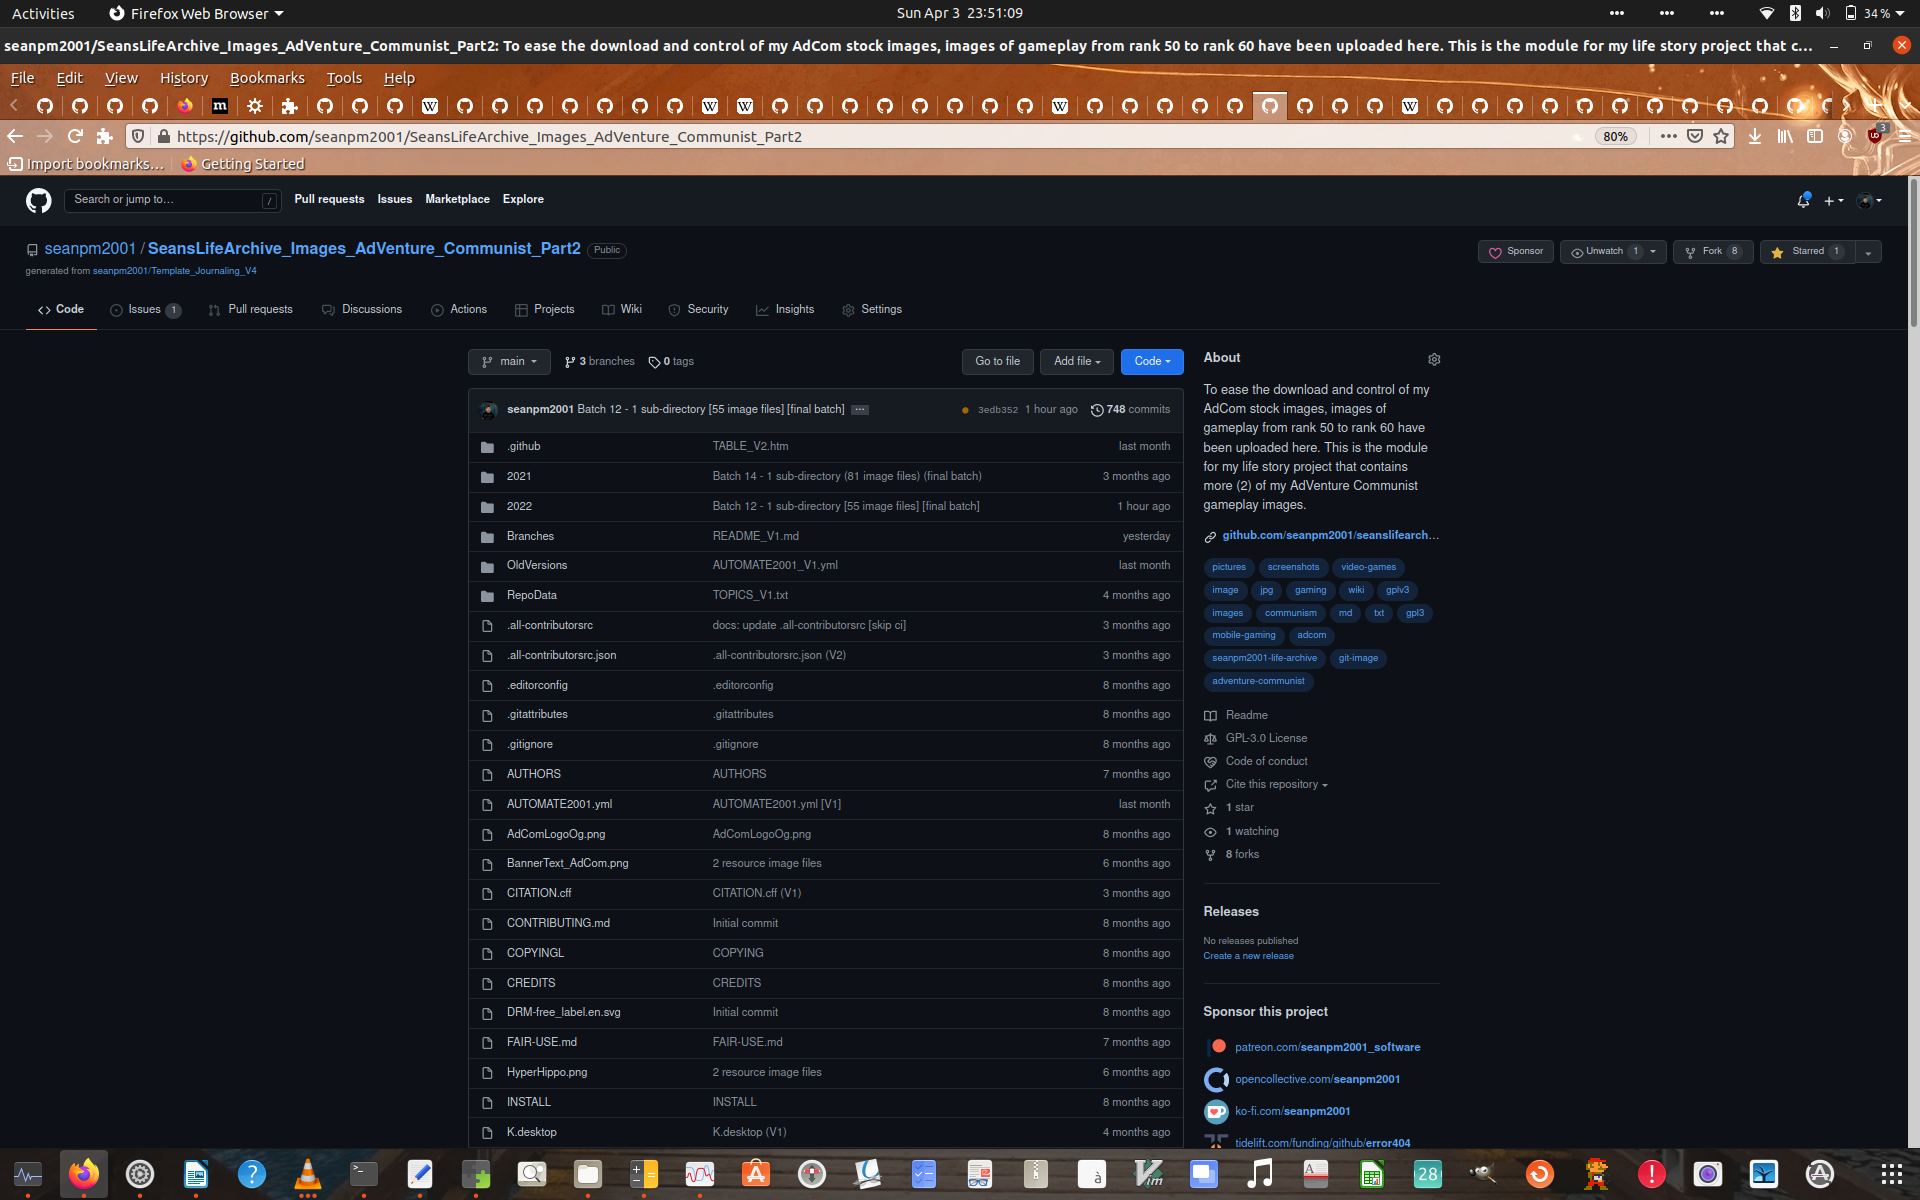 Activities
Firefox Web Browser
Sun Apr 3 23:51:09
34 %
seanpm2001/SeansLifeArchive_Images_AdVenture_Communist_Part2: To ease the download and control of my AdCom stock images, images of gameplay from rank 50 to rank 60 have been uploaded here. This is the module for my life story project that c...
File Edit View History Bookmarks Tools Help
https://github.com/seanpm2001/SeansLifeArchive_Images_AdVenture_Communist_Part2
80%
3
Import bookmarks...
Getting Started
Search or jump to...
/
Pull requests Issues Marketplace Explore
seanpm2001 / SeansLifeArchive_Images_AdVenture_Communist_Part2 Public
Sponsor
Unwatch 1
Fork 8
Starred 1
generated from seanpm2001/Template_Journaling_V4
Code
Issues 1
Pull requests
Discussions
Actions
Projects
Wiki
Security
Insights
Settings
main
3 branches
0 tags
Go to file
Add file
Code
seanpm2001 Batch 12 - 1 sub-directory [55 image files] [final batch] ... 3edb352 1 hour ago 748 commits
.github TABLE_V2.htm last month
2021 Batch 14 - 1 sub-directory (81 image files) (final batch) 3 months ago
2022 Batch 12 - 1 sub-directory [55 image files] [final batch] 1 hour ago
Branches README_V1.md yesterday
OldVersions AUTOMATE2001_V1.yml last month
RepoData TOPICS_V1.txt 4 months ago
.all-contributorsrc docs: update .all-contributorsrc [skip ci] 3 months ago
.all-contributorsrc.json .all-contributorsrc.json (V2) 3 months ago
.editorconfig .editorconfig 8 months ago
.gitattributes .gitattributes 8 months ago
.gitignore .gitignore 8 months ago
AUTHORS AUTHORS 7 months ago
AUTOMATE2001.yml AUTOMATE2001.yml [V1] last month
AdComLogoOg.png AdComLogoOg.png 8 months ago
BannerText_AdCom.png 2 resource image files 6 months ago
CITATION.cff CITATION.cff (V1) 3 months ago
CONTRIBUTING.md Initial commit 8 months ago
COPYINGL COPYING 8 months ago
CREDITS CREDITS 8 months ago
DRM-free_label.en.svg Initial commit 8 months ago
FAIR-USE.md FAIR-USE.md 7 months ago
HyperHippo.png 2 resource image files 6 months ago
INSTALL INSTALL 8 months ago
K.desktop K.desktop (V1) 4 months ago
About
To ease the download and control of my
AdCom stock images, images of
gameplay from rank 50 to rank 60 have
been uploaded here. This is the module
for my life story project that contains
more (2) of my AdVenture Communist
gameplay images.
github.com/seanpm2001/seanslifearch...
pictures screenshots video-games
image jpg gaming wiki gplv3
images communism md txt gpl3
mobile-gaming adcom
seanpm2001-life-archive git-image
adventure-communist
Readme
GPL-3.0 License
Code of conduct
Cite this repository
1 star
1 watching
8 forks
Releases
No releases published
Create a new release
Sponsor this project
patreon.com/seanpm2001_software
opencollective.com/seanpm2001
ko-fi.com/seanpm2001
tidelift.com/funding/github/error404
28